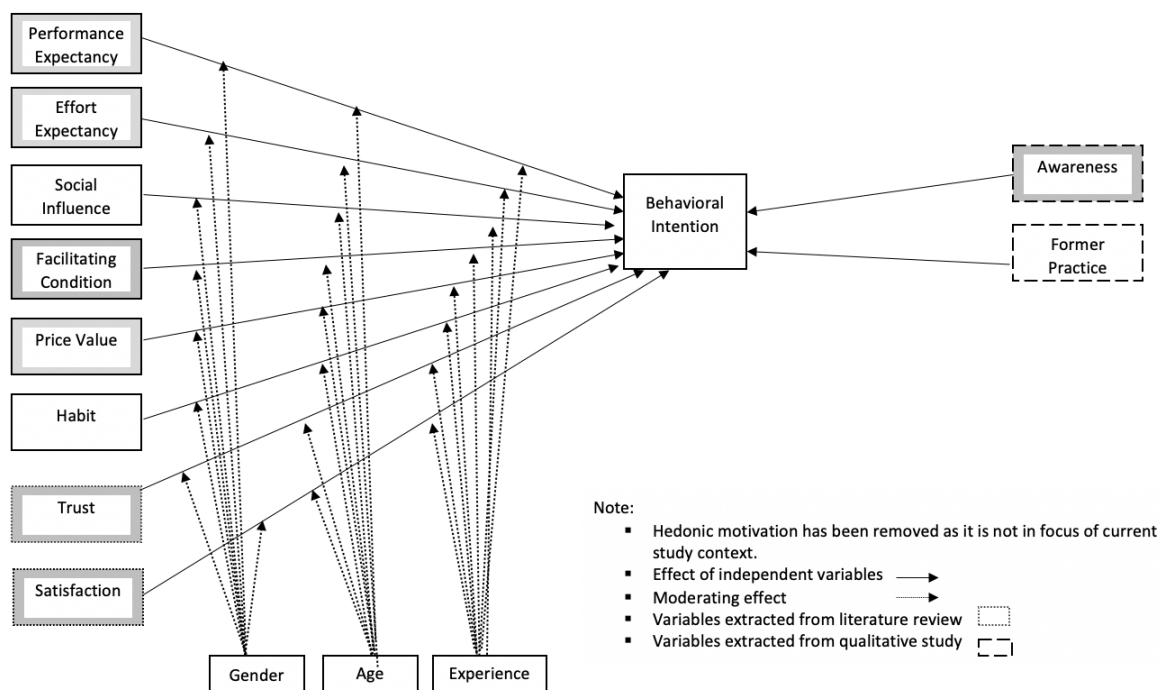 Performance
Expectancy
Effort
Expectancy
Social
Influence
Facilitating
Condition
Price Value
Habit
Trust
Satisfaction
Behavioral
Intention
Awareness
Former
Practice
Gender
Age
Experience
Note:
▪ Hedonic motivation has been removed as it is not in focus of current
study context.
▪ Effect of independent variables
▪ Moderating effect
▪ Variables extracted from literature review
▪ Variables extracted from qualitative study